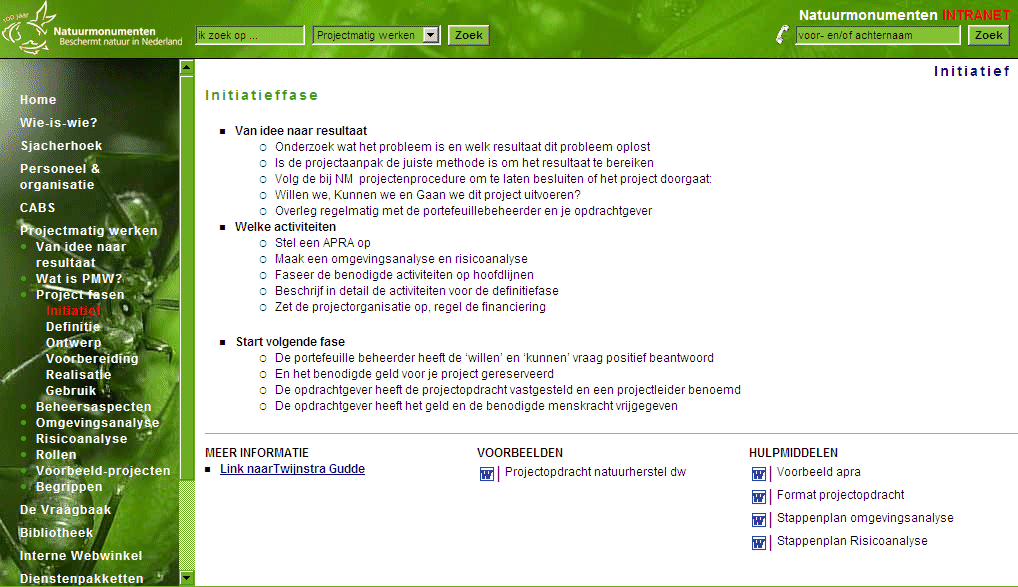 100 jaar
Natuurmonumenten
Beschermt natuur in Nederland
ik zoek op ...
Projectmatig werken
Zoek
Natuurmonumenten INTRANET
voor- en/of achternaam
Zoek
Home
Wie-is-wie?
Sjacherhoek
Personeel &
organisatie
CABS
Projectmatig werken
Van idee naar
resultaat
Wat is PMW?
Project fasen
Initiatief
Definitie
Ontwerp
Voorbereiding
Realisatie
Gebruik
Beheersaspecten
Omgevingsanalyse
Risicoanalyse
Rollen
Voorbeeld-projecten
Begrippen
De Vraagbaak
Bibliotheek
Interne Webwinkel
Dienstenpakketten
Initiatief
Initiatieffase
Van idee naar resultaat
Onderzoek wat het probleem is en welk resultaat dit probleem oplost
Is de projectaanpak de juiste methode is om het resultaat te bereiken
Volg de bij NM projectenprocedure om te laten besluiten of het project doorgaat:
Willen we, Kunnen we en Gaan we dit project uitvoeren?
Overleg regelmatig met de portefeuillebeheerder en je opdrachtgever
Welke activiteiten
Stel een APRA op
Maak een omgevingsanalyse en risicoanalyse
Faseer de benodigde activiteiten op hoofdlijnen
Beschrijf in detail de activiteiten voor de definitiefase
Zet de projectorganisatie op, regel de financiering
Start volgende fase
De portefeuille beheerder heeft de ‘willen’ en ‘kunnen’ vraag positief beantwoord
En het benodigde geld voor je project gereserveerd
De opdrachtgever heeft de projectopdracht vastgesteld en een projectleider benoemd
De opdrachtgever heeft het geld en de benodigde menskracht vrijgegeven
MEER INFORMATIE
Link naarTwijnstra Gudde
VOORBEELDEN
Projectopdracht natuurherstel dw
HULPMIDDELEN
Voorbeeld apra
Format projectopdracht
Stappenplan omgevingsanalyse
Stappenplan Risicoanalyse